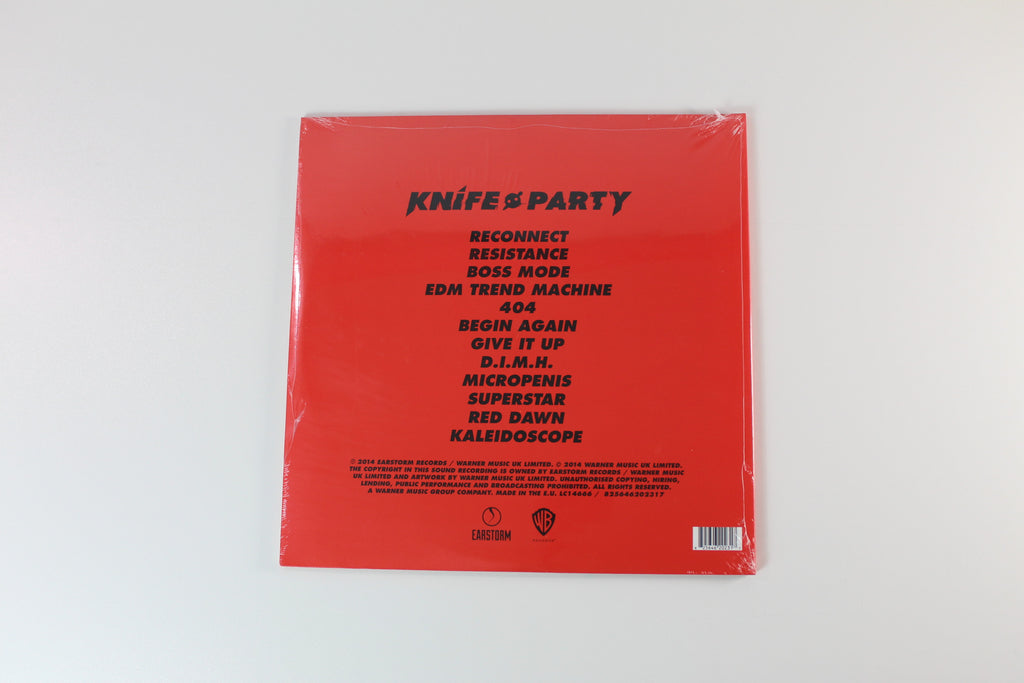 KNIFE PARTY
RECONNECT
RESISTANCE
BOSS MODE
EDM TREND MACHINE
404
BEGIN AGAIN
GIVE IT UP
D.I.M.H.
MICROPENIS
SUPERSTAR
RED DAWN
KALEIDOSCOPE
℗ 2014 EARSTORM RECORDS / WARNER MUSIC UK LIMITED. © 2014 WARNER MUSIC UK LIMITED.
THE COPYRIGHT IN THIS SOUND RECORDING IS OWNED BY EARSTORM RECORDS / WARNER MUSIC
UK LIMITED AND ARTWORK BY WARNER MUSIC UK LIMITED. UNAUTHORISED COPYING, HIRING,
LENDING, PUBLIC PERFORMANCE AND BROADCASTING PROHIBITED. ALL RIGHTS RESERVED.
A WARNER MUSIC GROUP COMPANY. MADE IN THE E.U. LC14666 / 825646202317
EARSTORM
WB
RECORDS